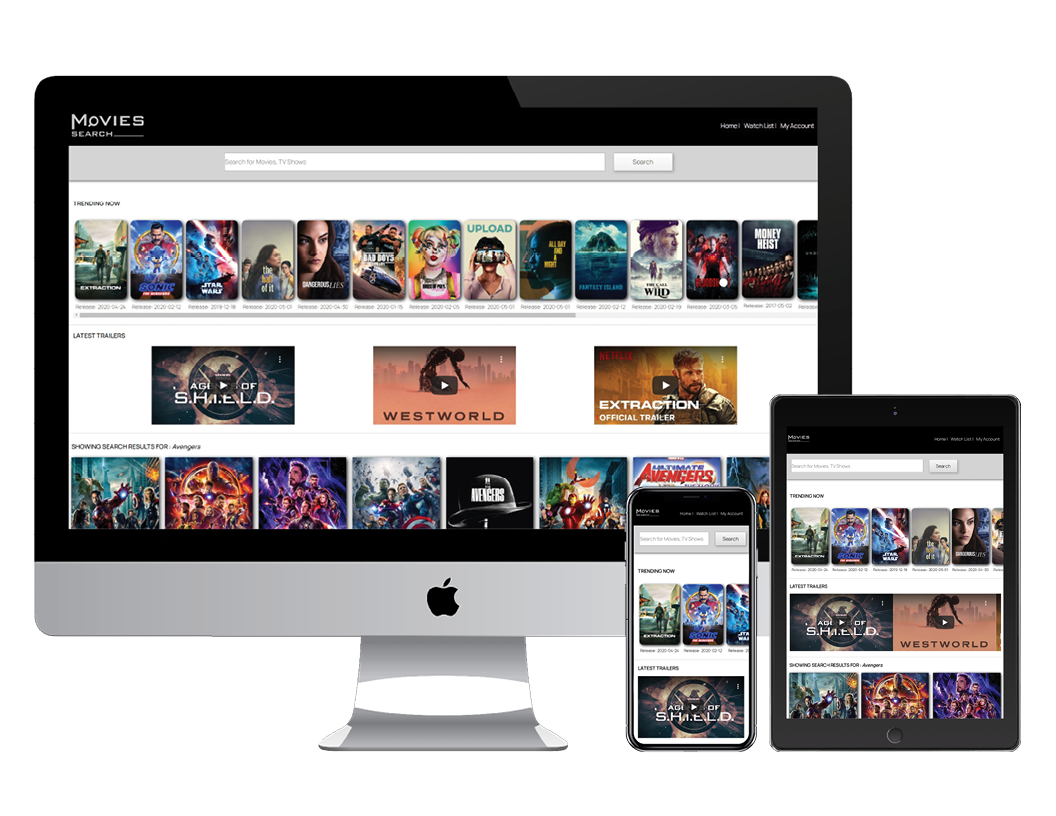 MOVIES
SEARCH
Home | Watch List | My Account
Search for Movies, TV Shows
Search
TRENDING NOW
EXTRACTION
SONIC
STAR WARS
the half of it
DANGEROUS LIES
BAD BOYS
BIRDS OF PREY
UPLOAD
ALL DAY AND A NIGHT
FANTASY ISLAND
THE CALL OF THE WILD
MONEY HEIST
Release: 2020-04-24
Release: 2020-02-12
Release: 2019-12-18
Release: 2020-05-01
Release: 2020-04-30
Release: 2020-01-15
Release: 2020-02-05
Release: 2020-05-01
Release: 2020-05-01
Release: 2020-02-12
Release: 2020-02-19
Release: 2020-03-05
Release: 2017-05-02
Release: 2020
LATEST TRAILERS
AGENTS OF
S.H.I.E.L.D.
WESTWORLD
NETFLIX
EXTRACTION
OFFICIAL TRAILER
SHOWING SEARCH RESULTS FOR : Avengers
THE AVENGERS
ULTIMATE
AVENGERS
MOVIES
SEARCH
Home | Watch List | My Account
Search for Movies, TV Shows
Search
TRENDING NOW
EXTRACTION
SONIC
STAR
Release: 2020-04-24
Release: 2020-02-12
Release:
LATEST TRAILERS
S.H.I.E.L.D.
MOVIES
SEARCH
Home | Watch List | My Account
Search for Movies, TV Shows
Search
TRENDING NOW
EXTRACTION
SONIC
STAR WARS
the half of it
DANGEROUS LIES
Release: 2020-04-24
Release: 2020-02-12
Release: 2019-12-18
Release: 2020-05-01
Release: 2020-04-30
LATEST TRAILERS
S.H.I.E.L.D.
WESTWORLD
SHOWING SEARCH RESULTS FOR : Avengers